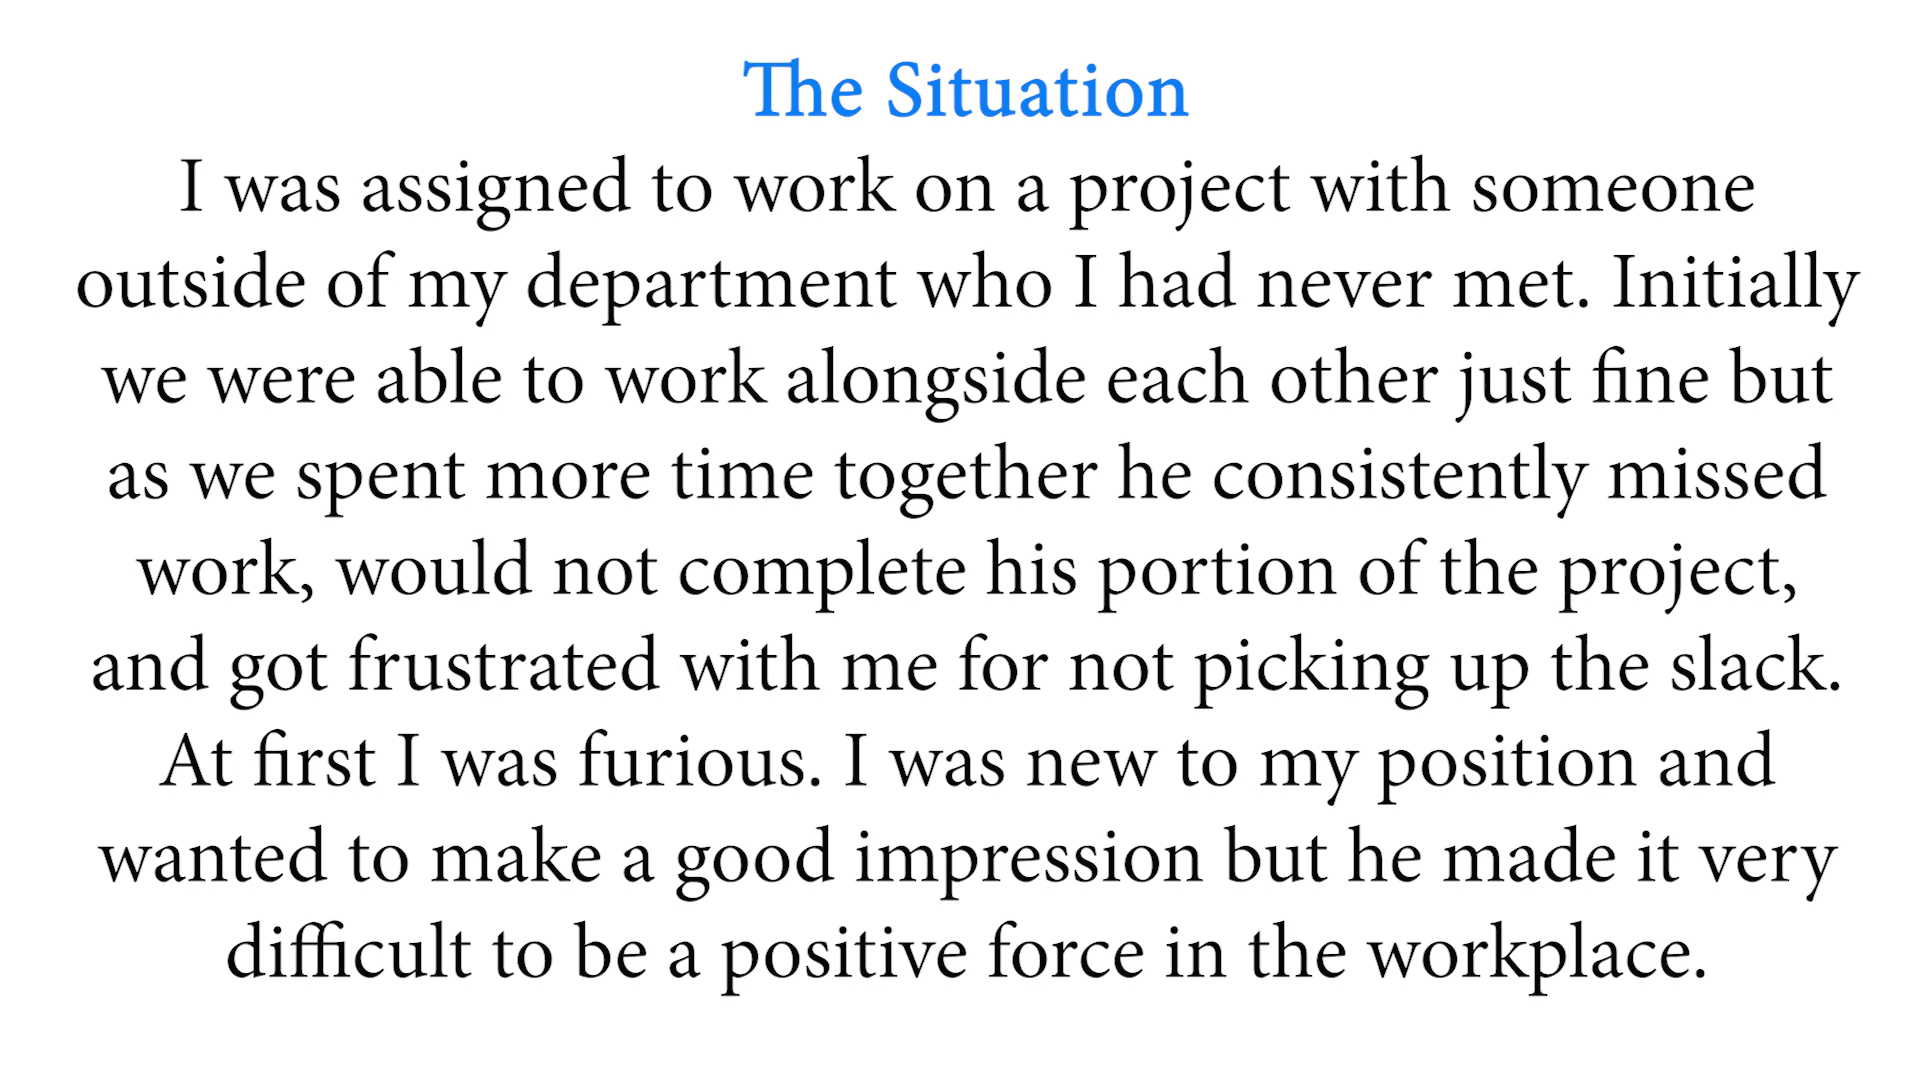 The Situation
I was assigned to work on a project with someone
outside of my department who I had never met. Initially
we were able to work alongside each other just fine but
as we spent more time together he consistently missed
work, would not complete his portion of the project,
and got frustrated with me for not picking up the slack.
At first I was furious. I was new to my position and
wanted to make a good impression but he made it very
difficult to be a positive force in the workplace.